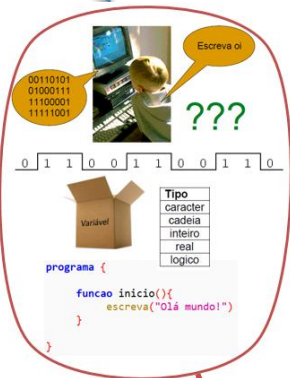 Escreva oi
00110101
01000111
11100001
11111001
???
0 1 1 0 0 1 1 0 0 1 1 0
Variável
Tipo
caracter
cadeia
inteiro
real
logico
programa {
funcao inicio(){
escreva("Olá mundo!")
}
}